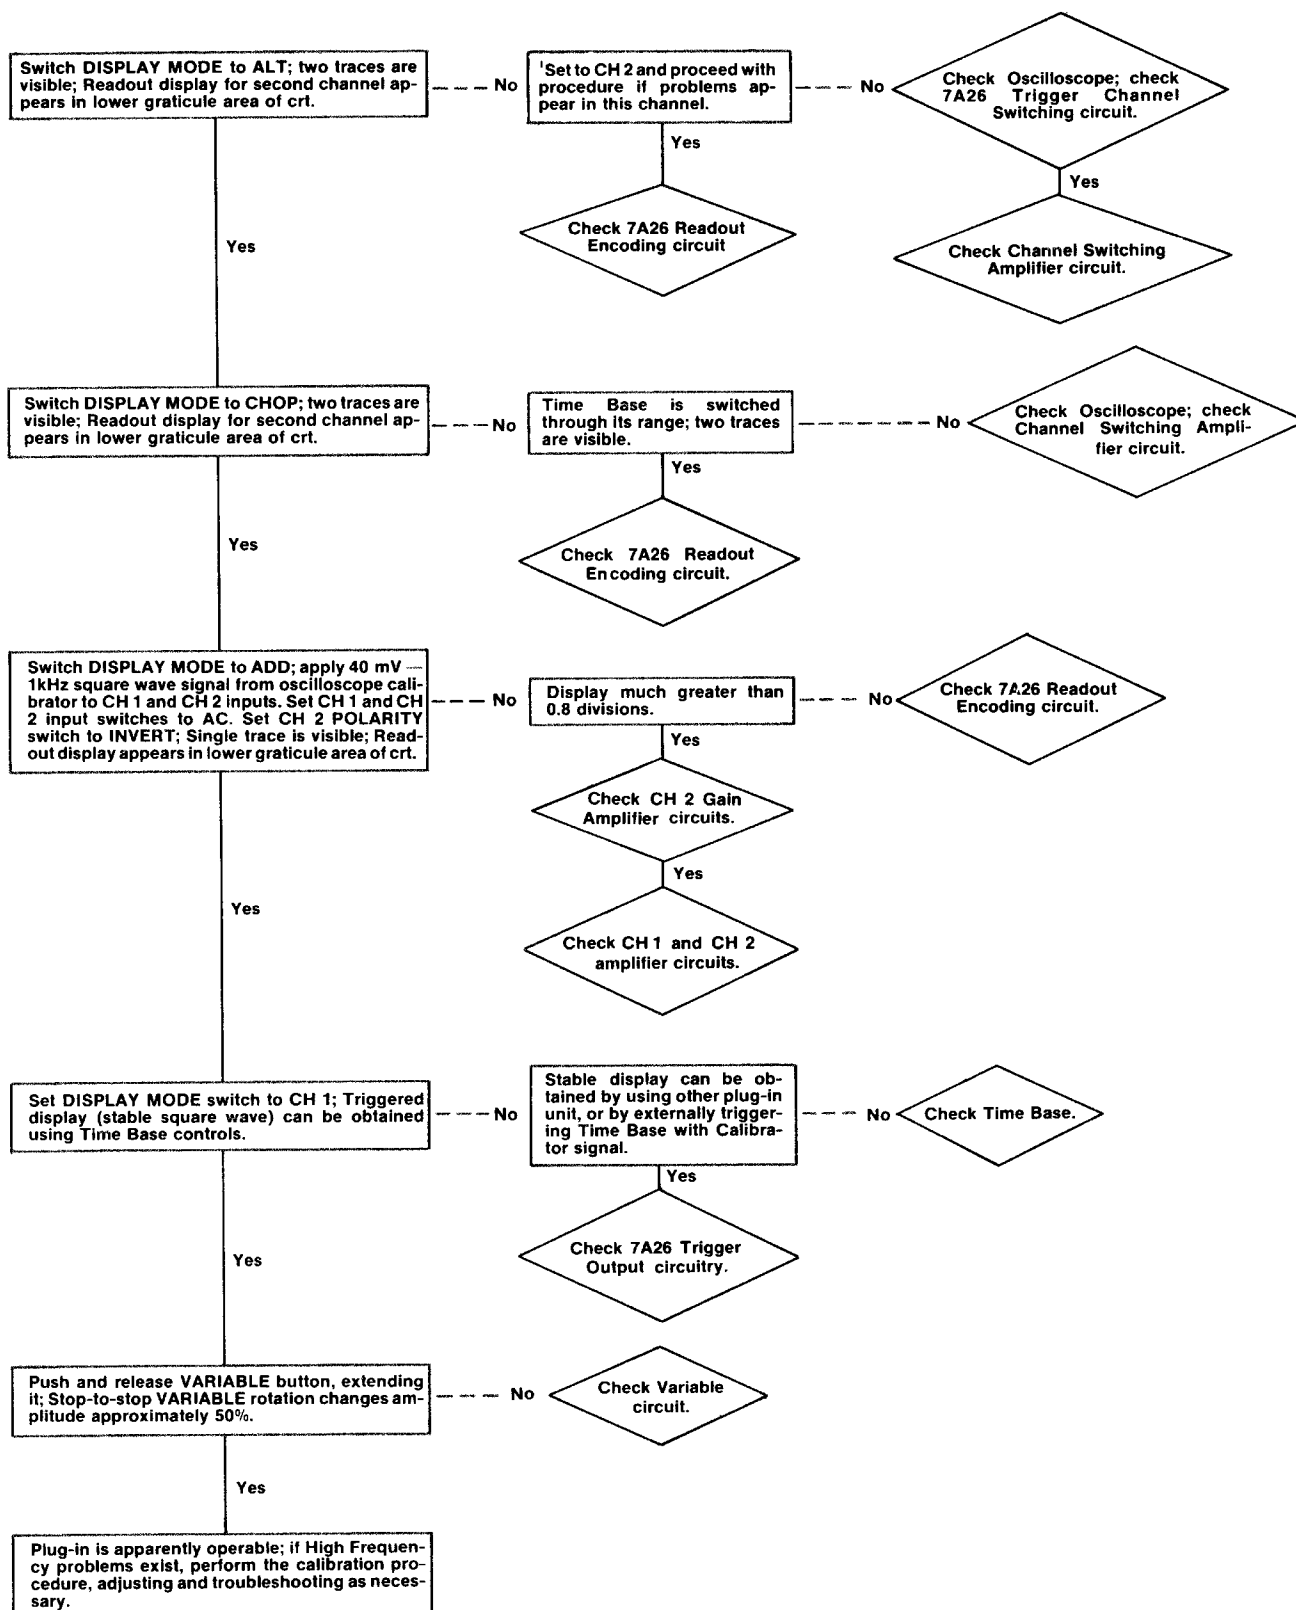 Switch DISPLAY MODE to ALT; two traces are
visible; Readout display for second channel ap-
pears in lower graticule area of crt.
No
Set to CH 2 and proceed with
procedure if problems ap-
pear in this channel.
No
Check Oscilloscope; check
7A26 Trigger Channel
Switching circuit.
Yes
Yes
Check 7A26 Readout
Encoding circuit
Check Channel Switching
Amplifier circuit.
Yes
Switch DISPLAY MODE to CHOP; two traces are
visible; Readout display for second channel ap-
pears in lower graticule area of crt.
No
Time Base is switched
through its range; two traces
are visible.
No
Check Oscilloscope; check
Channel Switching Ampli-
fier circuit.
Yes
Yes
Check 7A26 Readout
Encoding circuit.
Switch DISPLAY MODE to ADD; apply 40 mV —
1kHz square wave signal from oscilloscope cali-
brator to CH 1 and CH 2 inputs. Set CH 1 and CH
2 input switches to AC. Set CH 2 POLARITY
switch to INVERT; Single trace is visible; Read-
out display appears in lower graticule area of crt.
No
Display much greater than
0.8 divisions.
No
Check 7A26 Readout
Encoding circuit.
Yes
Check CH 2 Gain
Amplifier circuits.
Yes
Yes
Check CH 1 and CH 2
amplifier circuits.
Set DISPLAY MODE switch to CH 1; Triggered
display (stable square wave) can be obtained
using Time Base controls.
No
Stable display can be ob-
tained by using other plug-in
unit, or by externally trigger-
ing Time Base with Calibra-
tor signal.
No
Check Time Base.
Yes
Yes
Check 7A26 Trigger
Output circuitry.
Push and release VARIABLE button, extending
it; Stop-to-stop VARIABLE rotation changes am-
plitude approximately 50%.
No
Check Variable
circuit.
Yes
Plug-in is apparently operable; if High Frequen-
cy problems exist, perform the calibration pro-
cedure, adjusting and troubleshooting as neces-
sary.